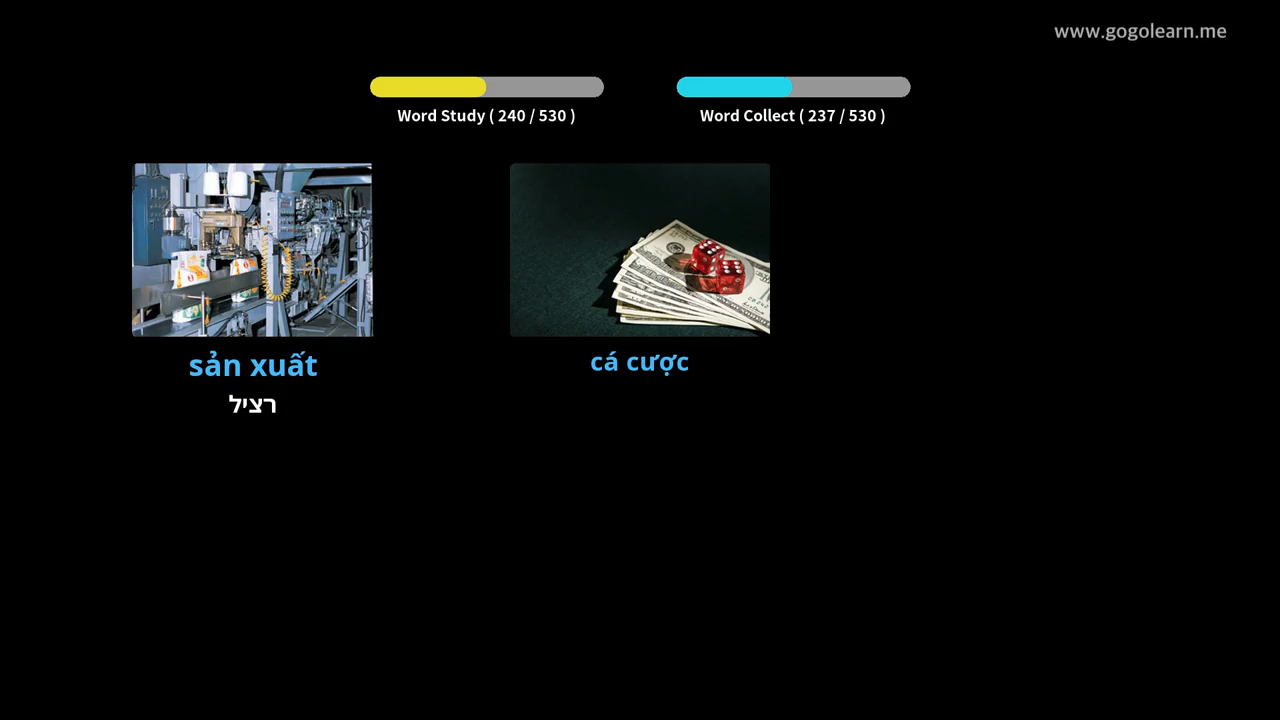 www.gogolearn.me
Word Study ( 240 / 530 )
Word Collect ( 237 / 530 )
sản xuất
רציל
cá cược